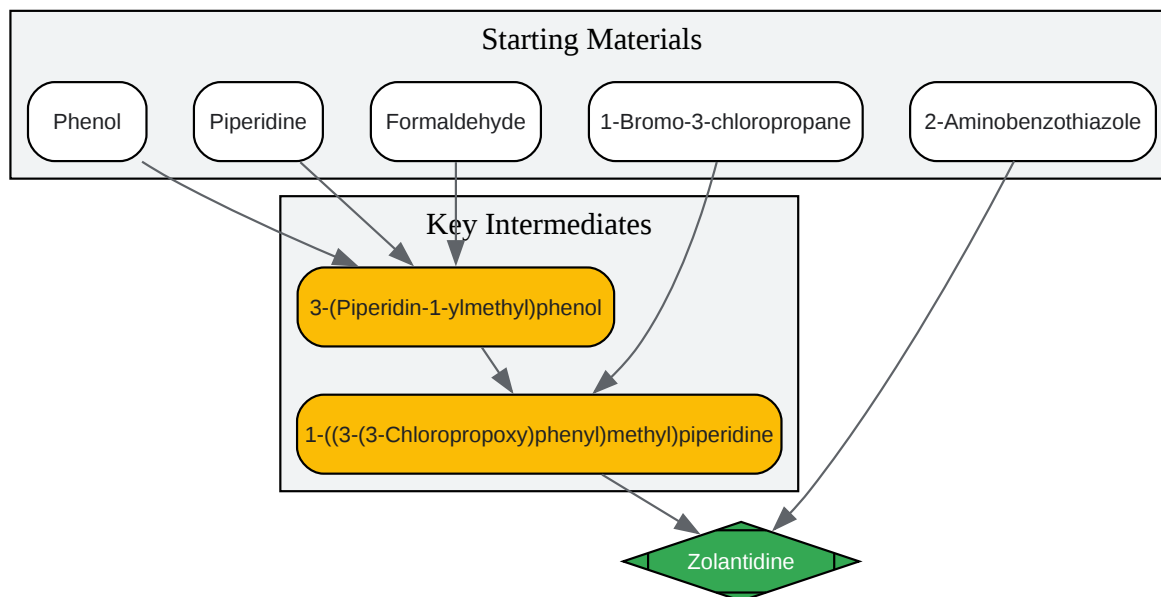 Starting Materials
Phenol
Piperidine
Formaldehyde
1-Bromo-3-chloropropane
2-Aminobenzothiazole
Key Intermediates
3-(Piperidin-1-ylmethyl)phenol
1-((3-(3-Chloropropoxy)phenyl)methyl)piperidine
Zolantidine